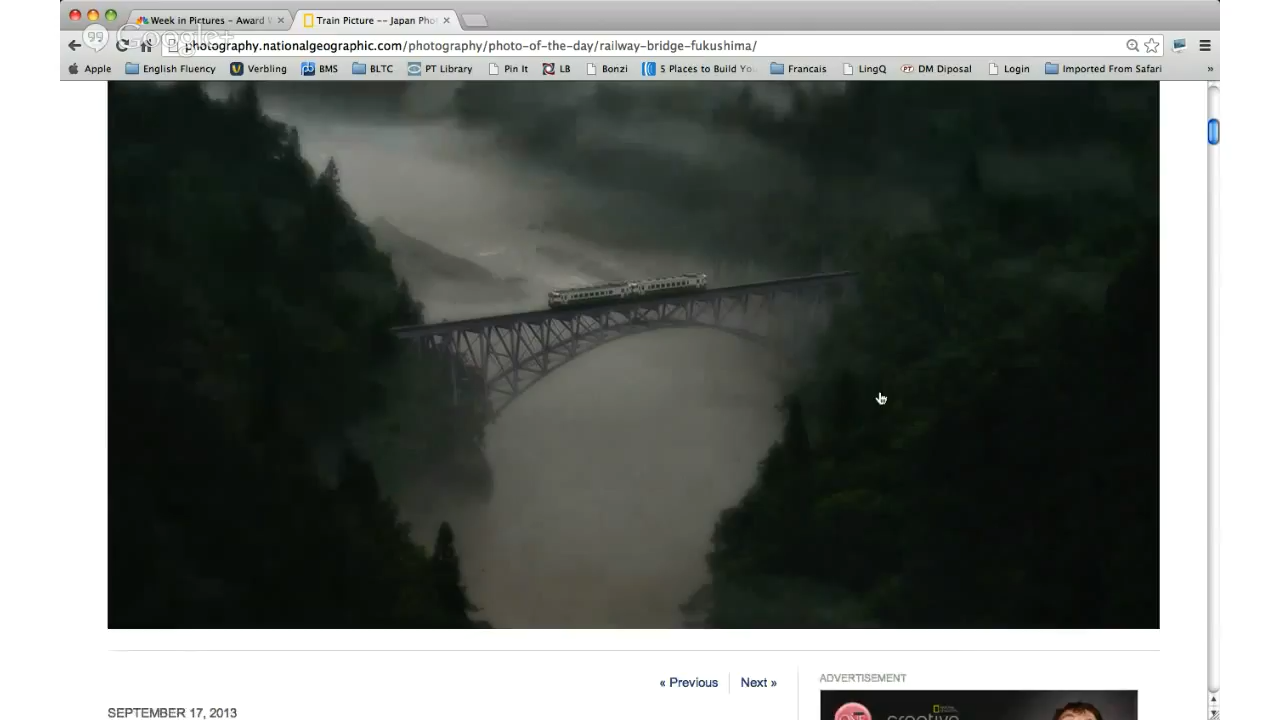 Week in Pictures – Award W
Train Picture -- Japan Pho
Google+
photography.nationalgeographic.com/photography/photo-of-the-day/railway-bridge-fukushima/
Apple English Fluency Verbling BMS BLTC PT Library Pin It LB Bonzi 5 Places to Build Yo Francais LingQ DM Diposal Login Imported From Safari »
« Previous Next »
ADVERTISEMENT
SEPTEMBER 17, 2013
creative